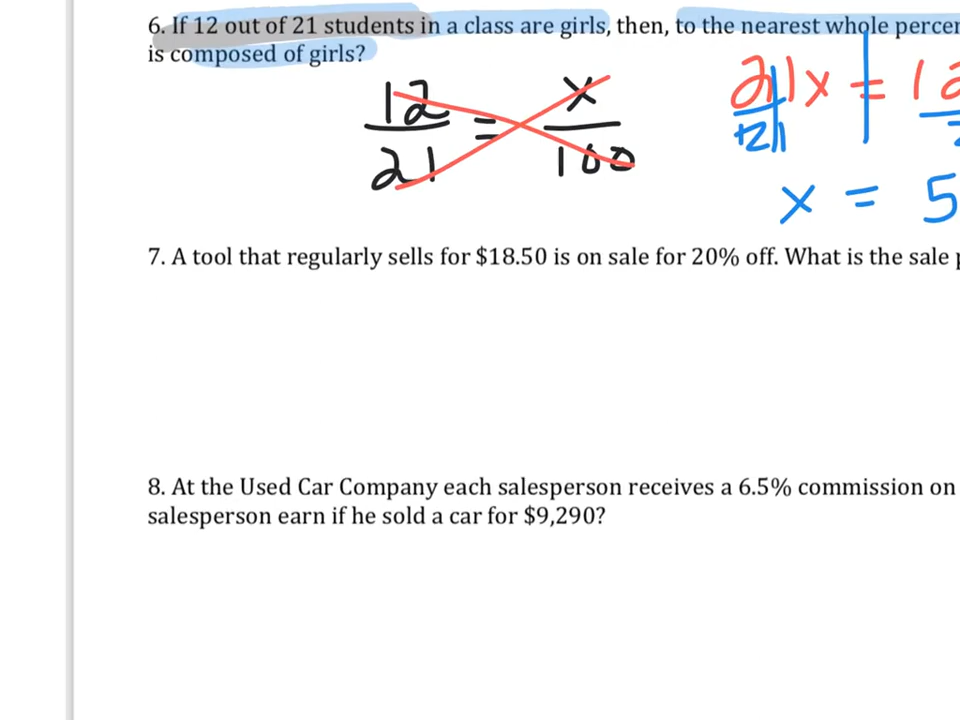 6. If 12 out of 21 students in a class are girls, then, to the nearest whole
is composed of girls?
12/21 = x/100
21x = 12
21
x = 5
7. A tool that regularly sells for $18.50 is on sale for 20% off. What is the sale
8. At the Used Car Company each salesperson receives a 6.5% commission on
salesperson earn if he sold a car for $9,290?